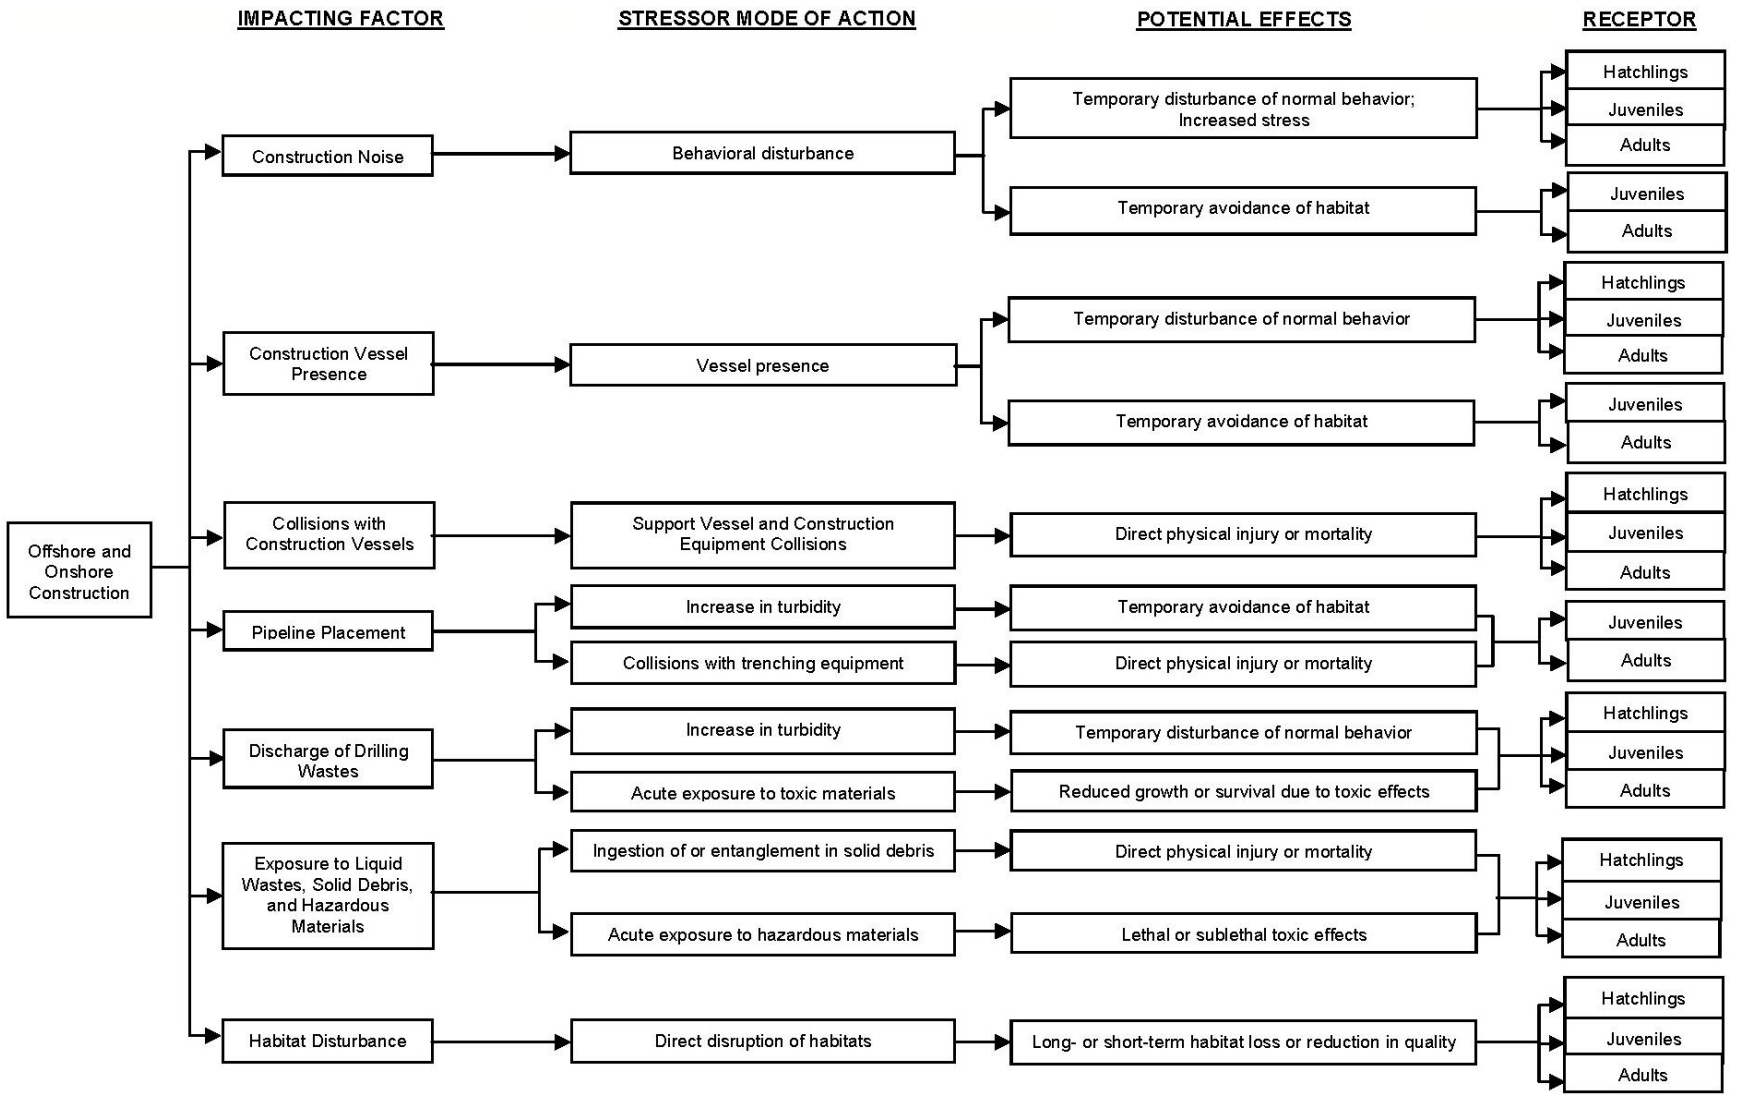 IMPACTING FACTOR
STRESSOR MODE OF ACTION
POTENTIAL EFFECTS
RECEPTOR
Offshore and
Onshore
Construction
Construction Noise
Behavioral disturbance
Temporary disturbance of normal behavior;
Increased stress
Hatchlings
Juveniles
Adults
Temporary avoidance of habitat
Juveniles
Adults
Construction Vessel
Presence
Vessel presence
Temporary disturbance of normal behavior
Hatchlings
Juveniles
Adults
Temporary avoidance of habitat
Juveniles
Adults
Collisions with
Construction Vessels
Support Vessel and Construction
Equipment Collisions
Direct physical injury or mortality
Hatchlings
Juveniles
Adults
Pipeline Placement
Increase in turbidity
Temporary avoidance of habitat
Collisions with trenching equipment
Direct physical injury or mortality
Juveniles
Adults
Discharge of Drilling
Wastes
Increase in turbidity
Temporary disturbance of normal behavior
Acute exposure to toxic materials
Reduced growth or survival due to toxic effects
Hatchlings
Juveniles
Adults
Exposure to Liquid
Wastes, Solid Debris,
and Hazardous
Materials
Ingestion of or entanglement in solid debris
Direct physical injury or mortality
Acute exposure to hazardous materials
Lethal or sublethal toxic effects
Hatchlings
Juveniles
Adults
Habitat Disturbance
Direct disruption of habitats
Long- or short-term habitat loss or reduction in quality
Hatchlings
Juveniles
Adults